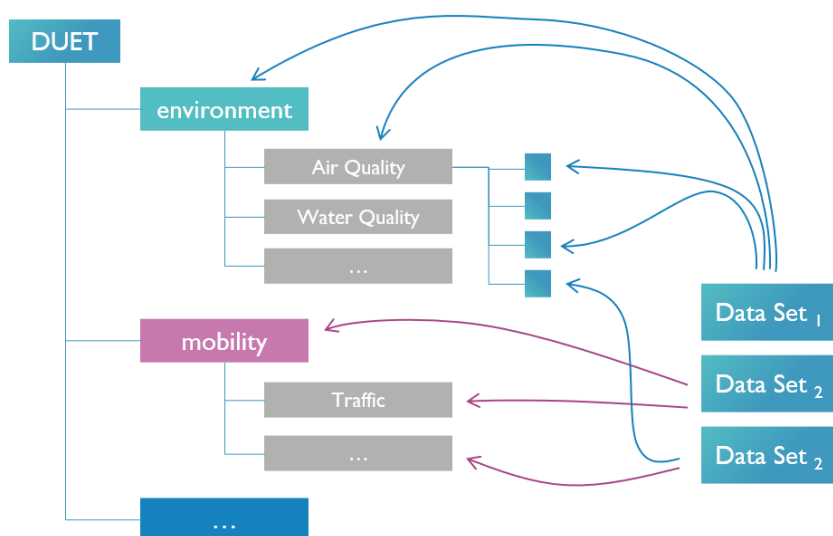 DUET
environment
Air Quality
Water Quality
...
mobility
Traffic
...
...
Data Set 1
Data Set 2
Data Set 2